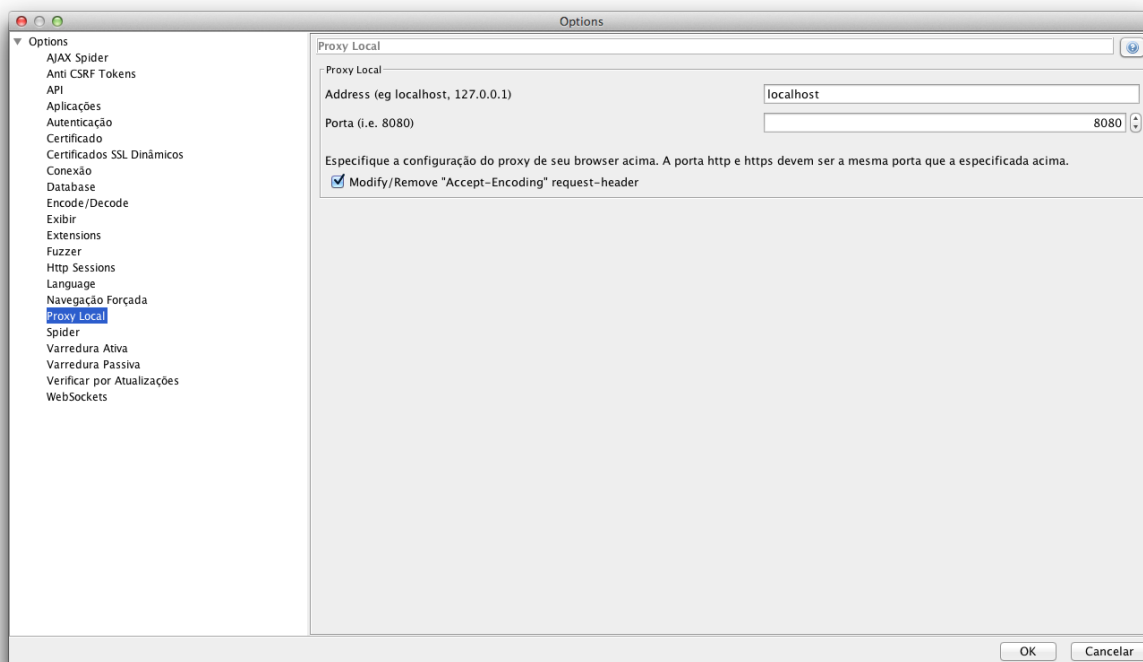 Options
Options
AJAX Spider
Anti CSRF Tokens
API
Aplicações
Autenticação
Certificado
Certificados SSL Dinâmicos
Conexão
Database
Encode/Decode
Exibir
Extensions
Fuzzer
Http Sessions
Language
Navegação Forçada
Proxy Local
Spider
Varredura Ativa
Varredura Passiva
Verificar por Atualizações
WebSockets
Proxy Local
Proxy Local
Address (eg localhost, 127.0.0.1) localhost
Porta (i.e. 8080) 8080
Especifique a configuração do proxy de seu browser acima. A porta http e https devem ser a mesma porta que a especificada acima.
Modify/Remove "Accept-Encoding" request-header
OK Cancelar